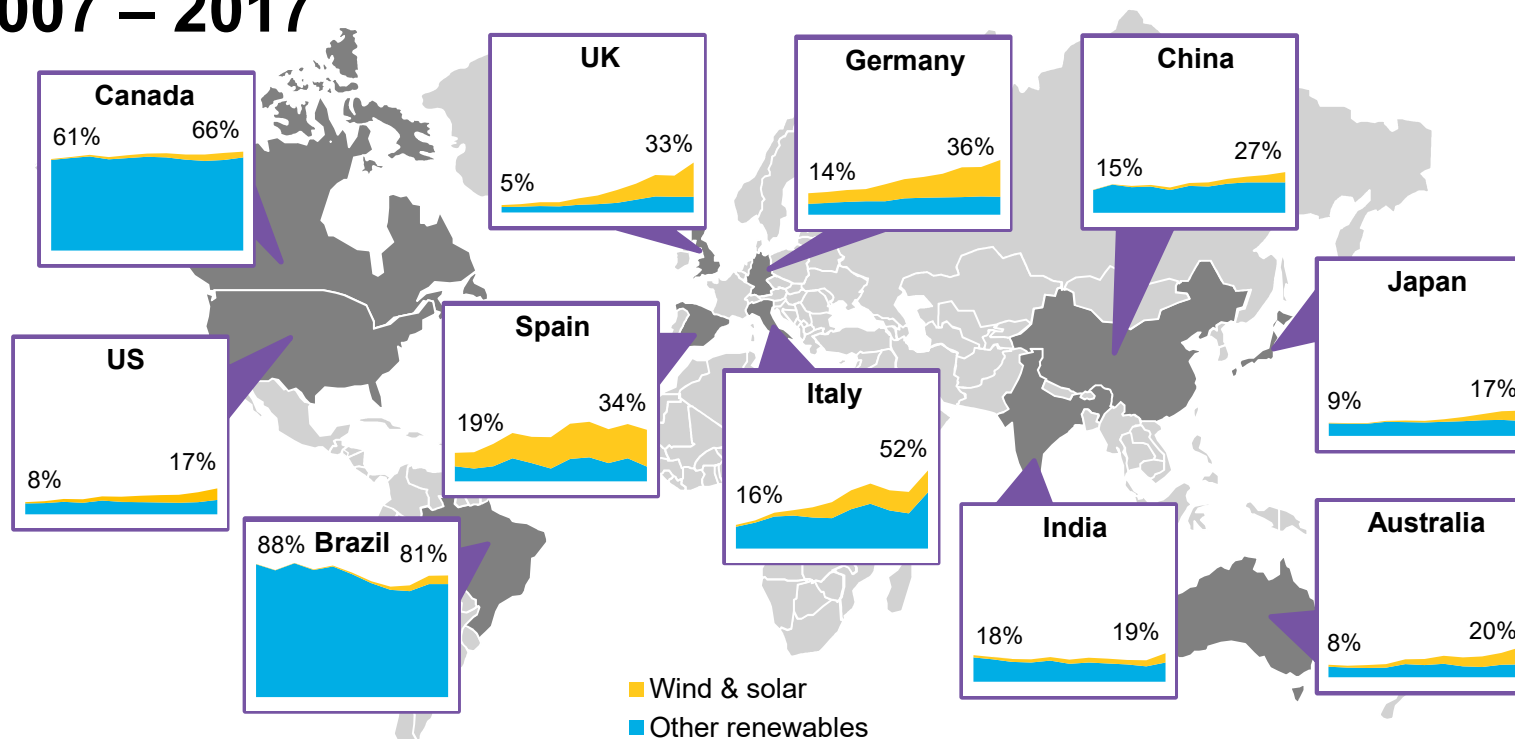 007 – 2017
Canada
61% 66%
UK
5% 33%
Germany
14% 36%
China
15% 27%
Japan
9% 17%
US
8% 17%
Spain
19% 34%
Italy
16% 52%
Brazil
88% 81%
India
18% 19%
Australia
8% 20%
Wind & solar
Other renewables